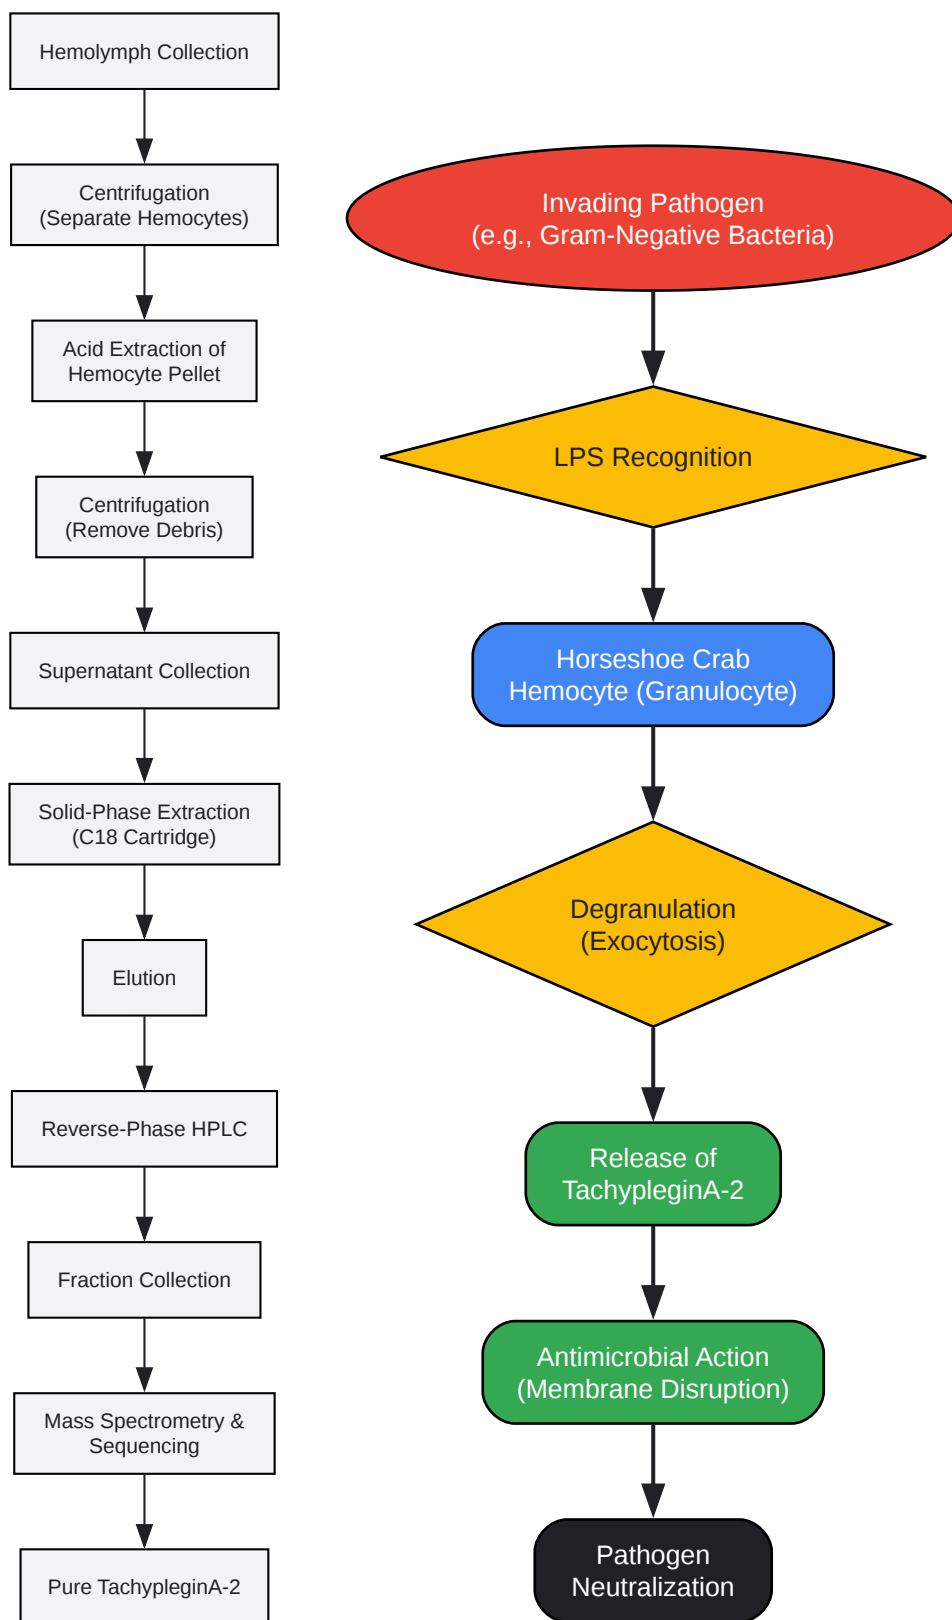 Hemolymph Collection
Centrifugation
(Separate Hemocytes)
Acid Extraction of
Hemocyte Pellet
Centrifugation
(Remove Debris)
Supernatant Collection
Solid-Phase Extraction
(C18 Cartridge)
Elution
Reverse-Phase HPLC
Fraction Collection
Mass Spectrometry &
Sequencing
Pure TachypleginA-2
Invading Pathogen
(e.g., Gram-Negative Bacteria)
LPS Recognition
Horseshoe Crab
Hemocyte (Granulocyte)
Degranulation
(Exocytosis)
Release of
TachypleginA-2
Antimicrobial Action
(Membrane Disruption)
Pathogen
Neutralization